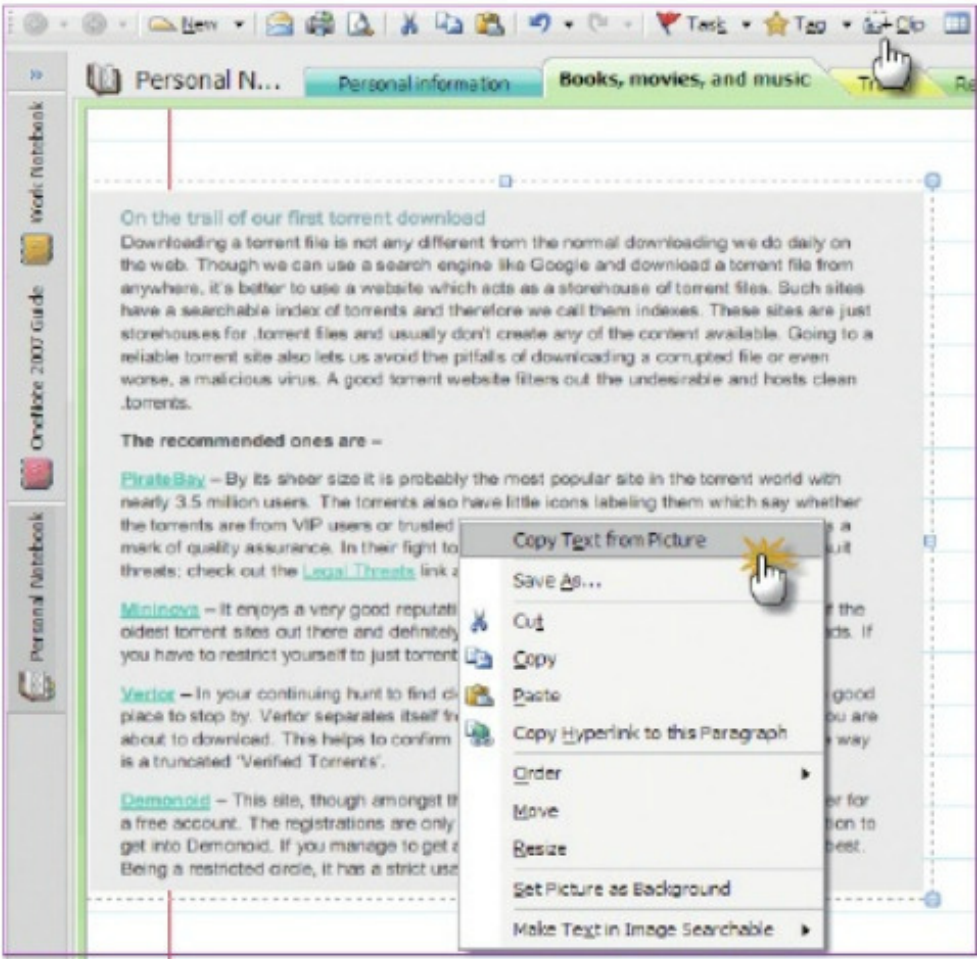 New Task Tag Clip
Personal N... Personal information Books, movies, and music
Work Notebook
OneNote 2007 Guide
Personal Notebook
On the trail of our first torrent download
Downloading a torrent file is not any different from the normal downloading we do daily on
the web. Though we can use a search engine like Google and download a torrent file from
anywhere, it's better to use a website which acts as a storehouse of torrent files. Such sites
have a searchable index of torrents and therefore we call them indexes. These sites are just
storehouses for .torrent files and usually don't create any of the content available. Going to a
reliable torrent site also lets us avoid the pitfalls of downloading a corrupted file or even
worse, a malicious virus. A good torrent website filters out the undesirable and hosts clean
.torrents.
The recommended ones are –
PirateBay – By its sheer size it is probably the most popular site in the torrent world with
nearly 3.5 million users. The torrents also have little icons labeling them which say whether
the torrents are from VIP users or trusted s a
mark of quality assurance. In their fight to suit
threats; check out the Legal Threats link
Mininova – It enjoys a very good reputati f the
oldest torrent sites out there and definitely ds. If
you have to restrict yourself to just torrent
Vertor – In your continuing hunt to find cl good
place to stop by. Vertor separates itself fr ou are
about to download. This helps to confirm way
is a truncated 'Verified Torrents'.
Demonoid – This site, though amongst th er for
a free account. The registrations are only on to
get into Demonoid. If you manage to get a best.
Being a restricted circle, it has a strict use
Copy Text from Picture
Save As...
Cut
Copy
Paste
Copy Hyperlink to this Paragraph
Order
Move
Resize
Set Picture as Background
Make Text in Image Searchable